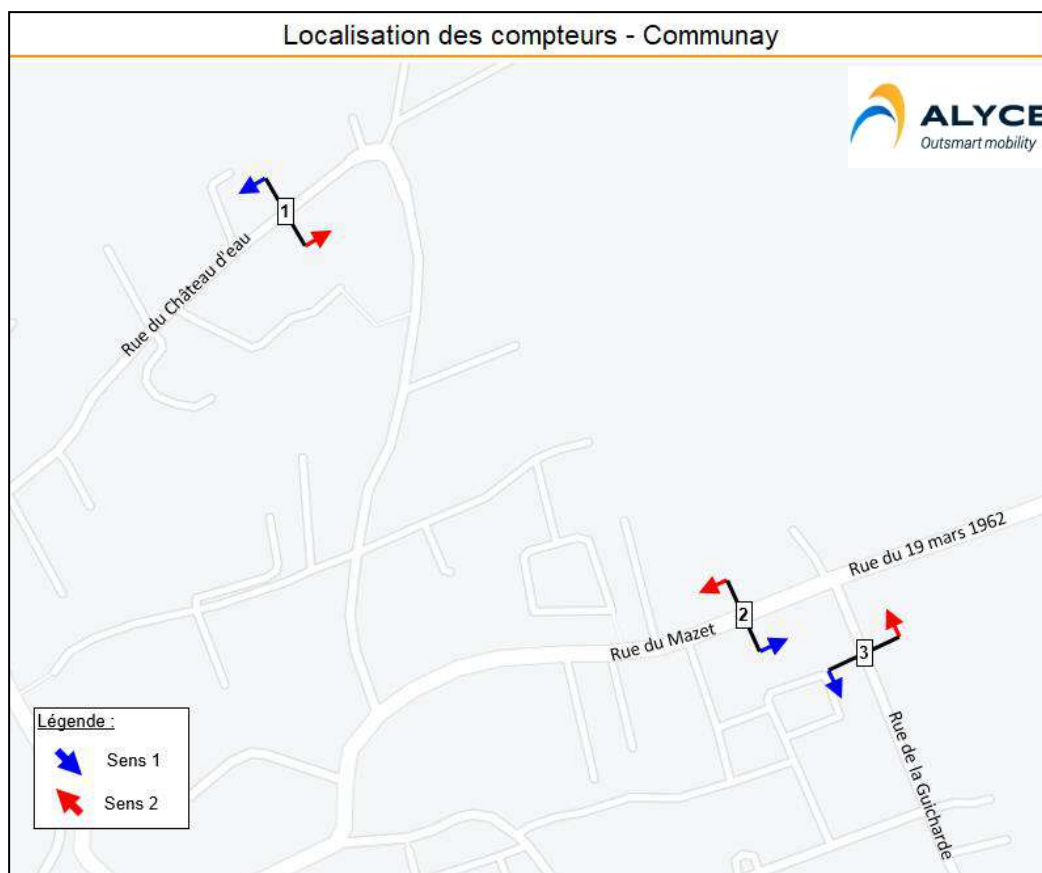 Localisation des compteurs - Communay
ALYCE
Outsmart mobility
1
Rue du Château d'eau
Rue du 19 mars 1962
2
Rue du Mazet
3
Rue de la Guicharde
Légende :
Sens 1
Sens 2